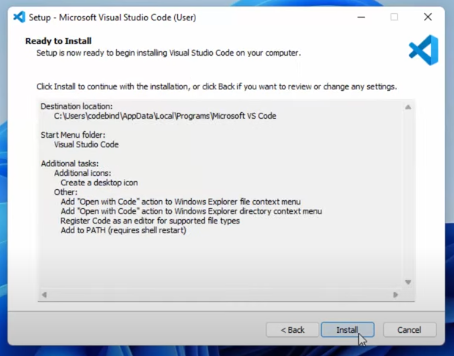 Setup - Microsoft Visual Studio Code (User)
Ready to Install
Setup is now ready to begin installing Visual Studio Code on your computer.
Click Install to continue with the installation, or click Back if you want to review or change any settings.
Destination location:
C:\Users\codebind\AppData\Local\Programs\Microsoft VS Code
Start Menu folder:
Visual Studio Code
Additional tasks:
Additional icons:
Create a desktop icon
Other:
Add "Open with Code" action to Windows Explorer file context menu
Add "Open with Code" action to Windows Explorer directory context menu
Register Code as an editor for supported file types
Add to PATH (requires shell restart)
< Back Install Cancel